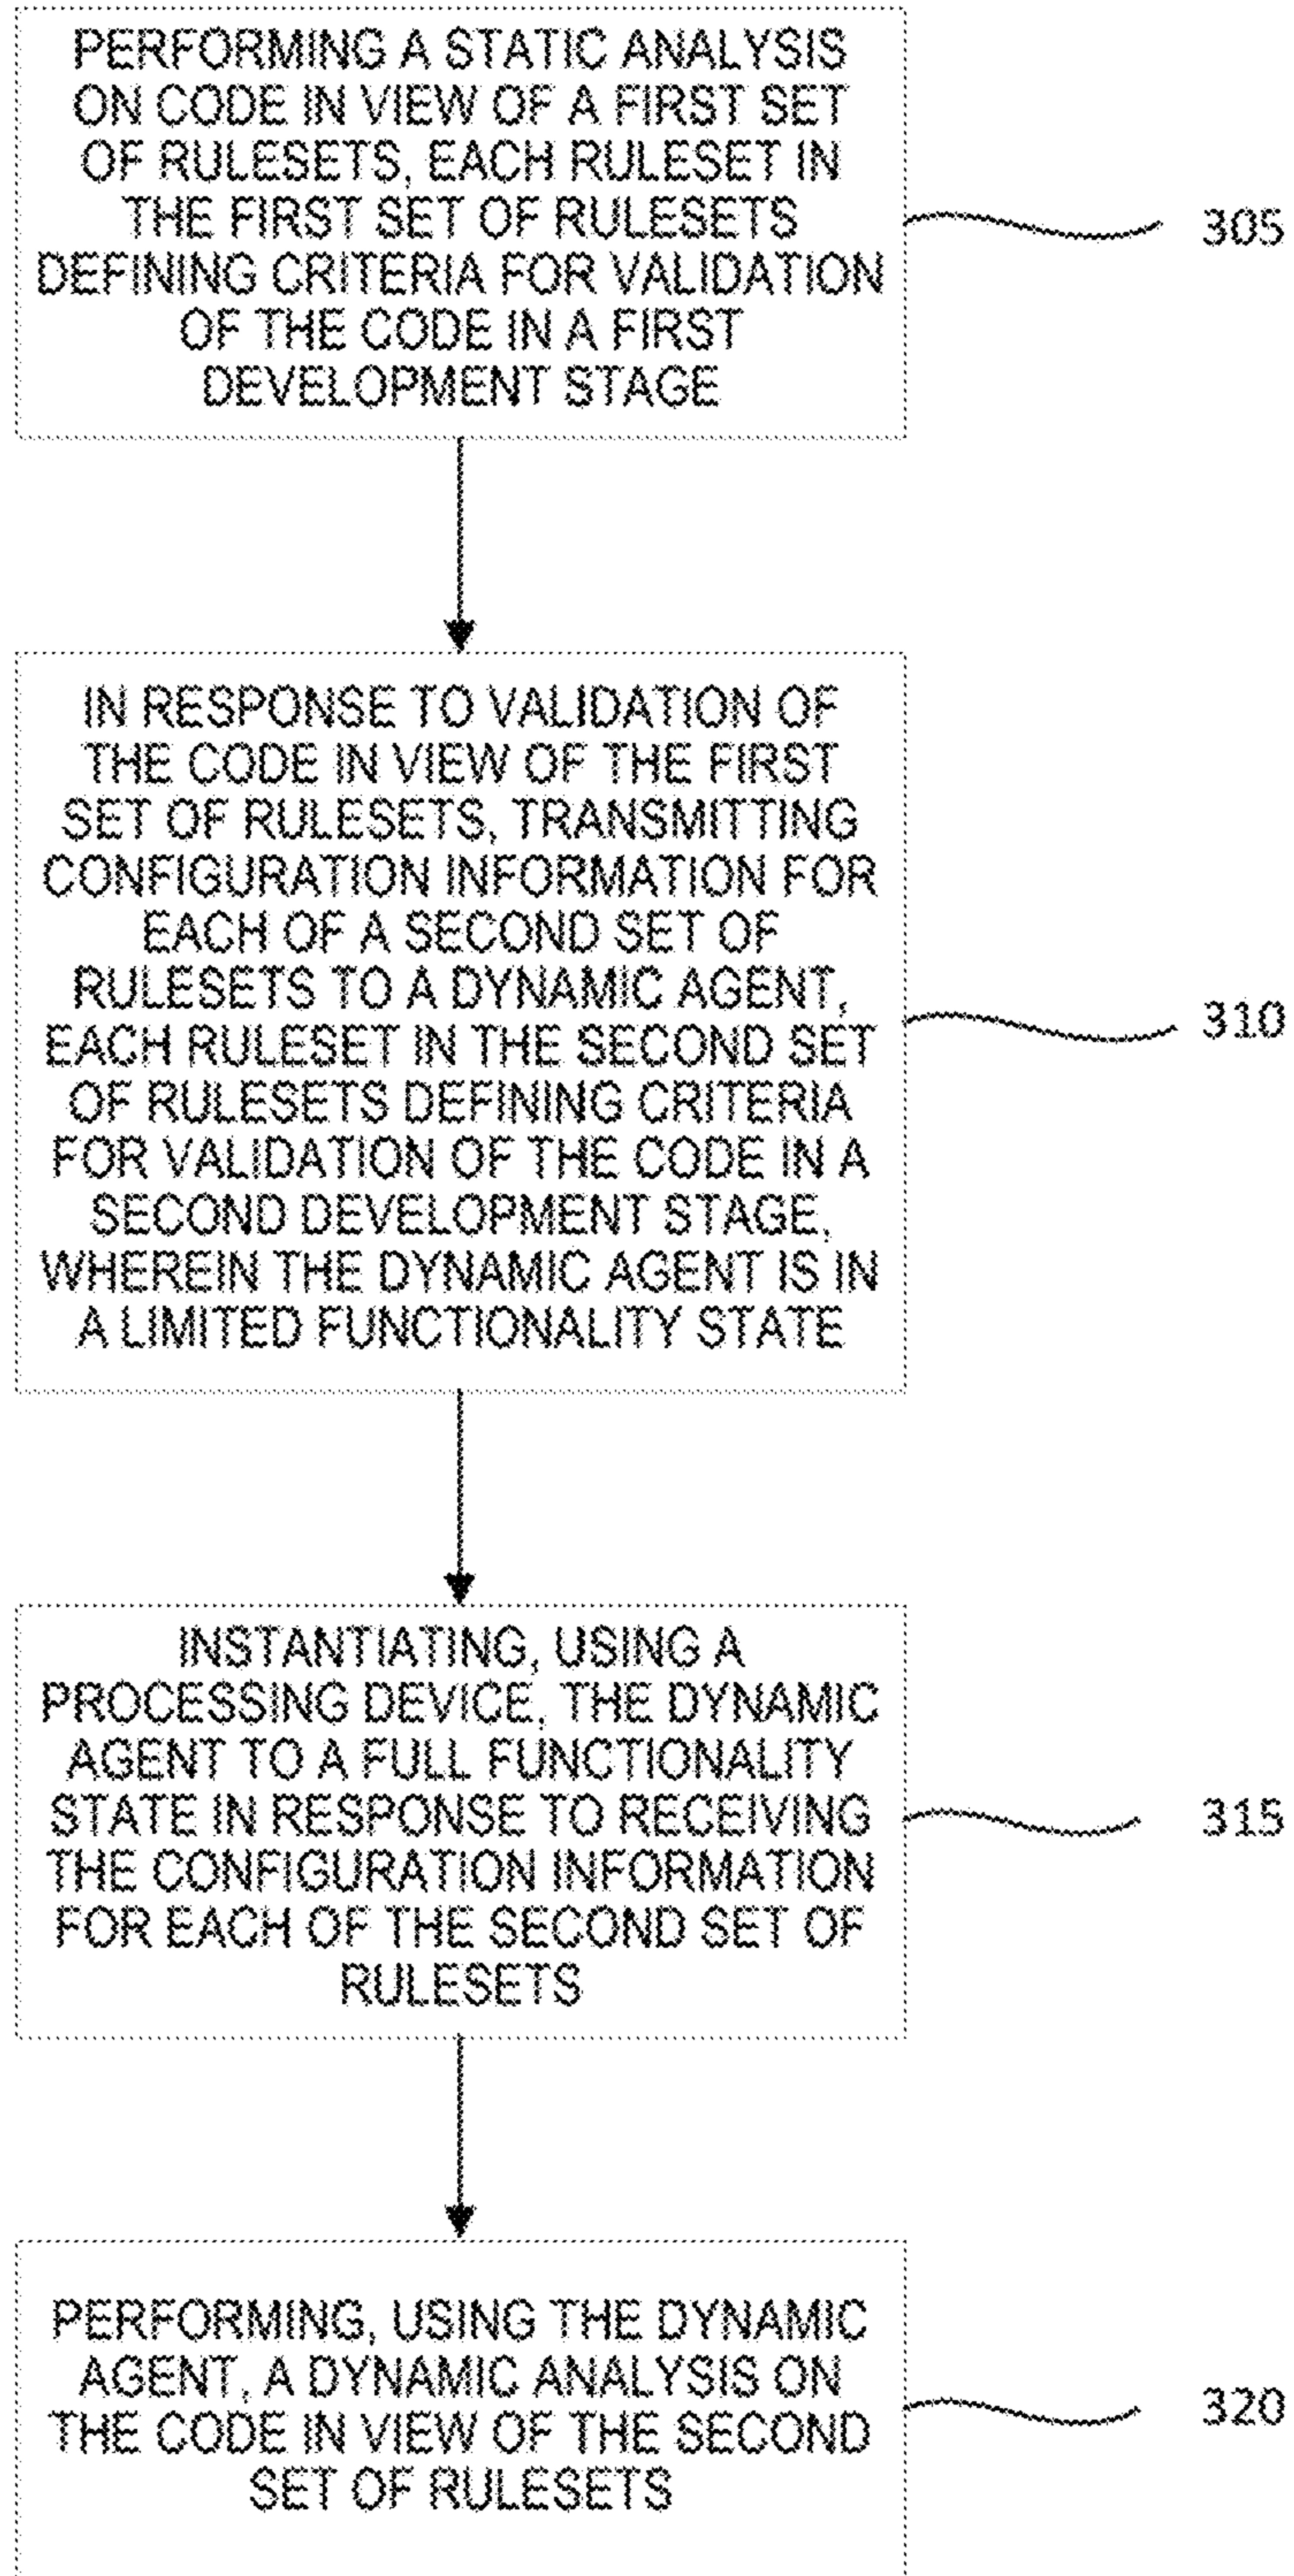 PERFORMING A STATIC ANALYSIS
ON CODE IN VIEW OF A FIRST SET
OF RULESETS, EACH RULESET IN
THE FIRST SET OF RULESETS
DEFINING CRITERIA FOR VALIDATION
OF THE CODE IN A FIRST
DEVELOPMENT STAGE
305
IN RESPONSE TO VALIDATION OF
THE CODE IN VIEW OF THE FIRST
SET OF RULESETS, TRANSMITTING
CONFIGURATION INFORMATION FOR
EACH OF A SECOND SET OF
RULESETS TO A DYNAMIC AGENT,
EACH RULESET IN THE SECOND SET
OF RULESETS DEFINING CRITERIA
FOR VALIDATION OF THE CODE IN A
SECOND DEVELOPMENT STAGE,
WHEREIN THE DYNAMIC AGENT IS IN
A LIMITED FUNCTIONALITY STATE
310
INSTANTIATING, USING A
PROCESSING DEVICE, THE DYNAMIC
AGENT TO A FULL FUNCTIONALITY
STATE IN RESPONSE TO RECEIVING
THE CONFIGURATION INFORMATION
FOR EACH OF THE SECOND SET OF
RULESETS
315
PERFORMING, USING THE DYNAMIC
AGENT, A DYNAMIC ANALYSIS ON
THE CODE IN VIEW OF THE SECOND
SET OF RULESETS
320